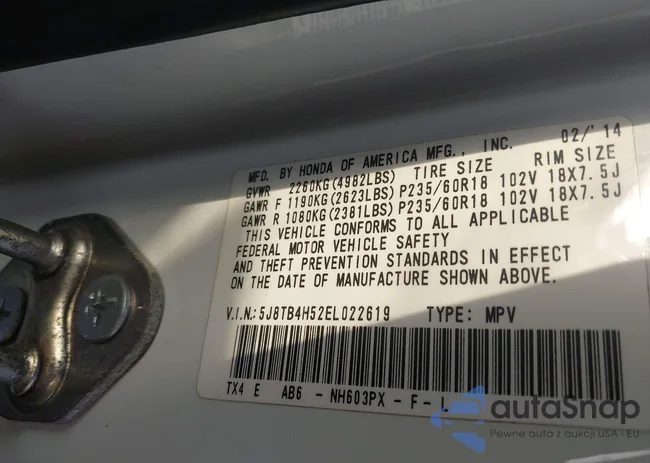 MFD. BY HONDA OF AMERICA MFG., INC. 02/'14
GVWR 2260KG(4982LBS) TIRE SIZE RIM SIZE
GAWR F 1190KG(2623LBS) P235/60R18 102V 18X7.5J
GAWR R 1080KG(2381LBS) P235/60R18 102V 18X7.5J
THIS VEHICLE CONFORMS TO ALL APPLICABLE
FEDERAL MOTOR VEHICLE SAFETY
AND THEFT PREVENTION STANDARDS IN EFFECT
ON THE DATE OF MANUFACTURE SHOWN ABOVE.
V.I.N.:5J8TB4H52EL022619 TYPE: MPV
TX4 E AB6 - NH603PX - F -
autoSnap
Pewne auta z aukcji USA i EU